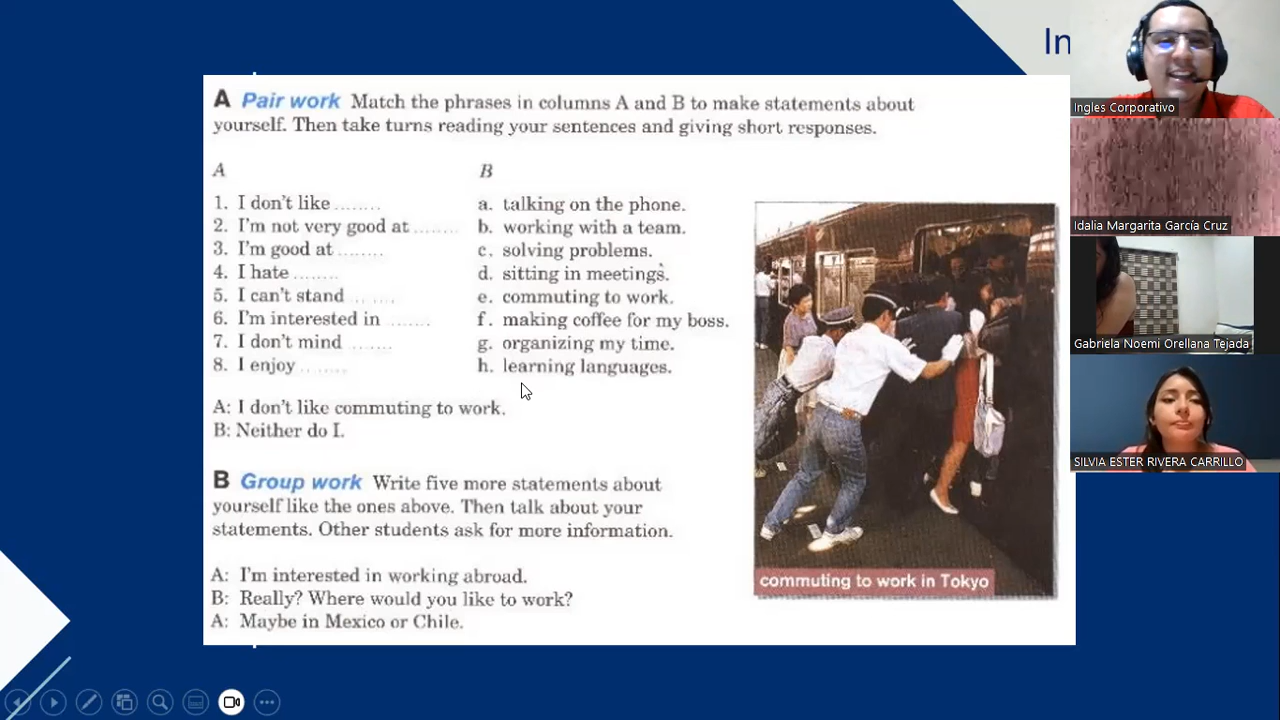 In
A Pair work Match the phrases in columns A and B to make statements about
yourself. Then take turns reading your sentences and giving short responses.
A
1. I don't like ........
2. I'm not very good at ........
3. I'm good at ........
4. I hate ........
5. I can't stand ... ....
6. I'm interested in ........
7. I don't mind ........
8. I enjoy .. ......
B
a. talking on the phone.
b. working with a team.
c. solving problems.
d. sitting in meetings.
e. commuting to work.
f. making coffee for my boss.
g. organizing my time.
h. learning languages.
A: I don't like commuting to work.
B: Neither do I.
B Group work Write five more statements about
yourself like the ones above. Then talk about your
statements. Other students ask for more information.
A: I'm interested in working abroad.
B: Really? Where would you like to work?
A: Maybe in Mexico or Chile.
commuting to work in Tokyo
Ingles Corporativo
Idalia Margarita García Cruz
Gabriela Noemi Orellana Tejada
SILVIA ESTER RIVERA CARRILLO